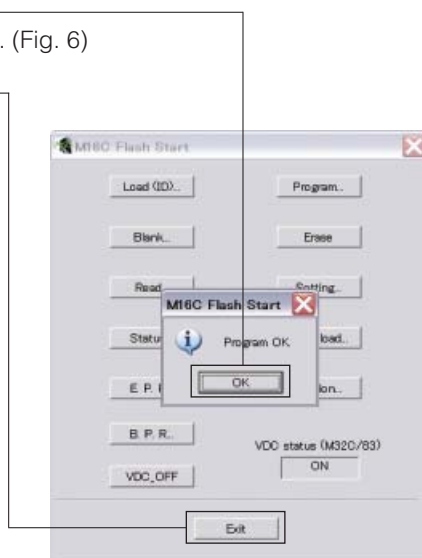 . (Fig. 6)
M16C Flash Start
Load (ID)...
Program...
Blank...
Erase
Read
Setting...
M16C Flash Start
Statu
Program OK.
load...
OK
E. P.
ion...
B. P. R...
VDC status (M32C/83)
ON
VDC_OFF
Exit